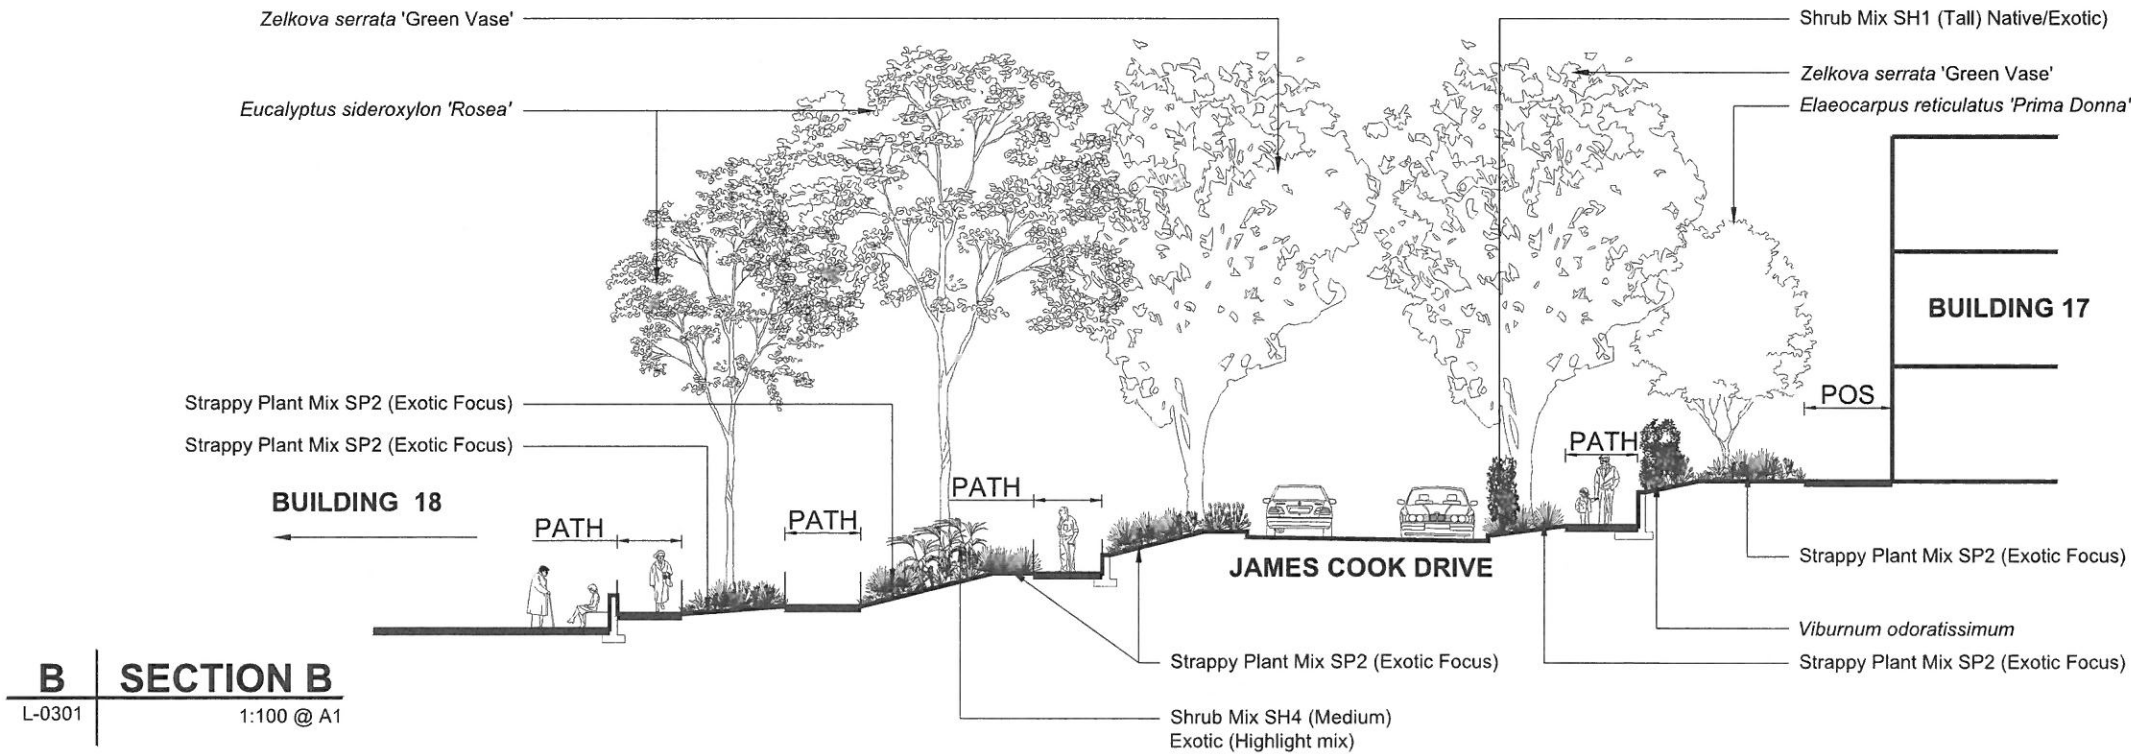 Zelkova serrata 'Green Vase'
Shrub Mix SH1 (Tall) Native/Exotic)
Zelkova serrata 'Green Vase'
Eucalyptus sideroxylon 'Rosea'
Elaeocarpus reticulatus 'Prima Donna'
BUILDING 17
POS
Strappy Plant Mix SP2 (Exotic Focus)
Strappy Plant Mix SP2 (Exotic Focus)
PATH
PATH
BUILDING 18
PATH
PATH
JAMES COOK DRIVE
Strappy Plant Mix SP2 (Exotic Focus)
Viburnum odoratissimum
Strappy Plant Mix SP2 (Exotic Focus)
Strappy Plant Mix SP2 (Exotic Focus)
B SECTION B
L-0301 1:100 @ A1
Shrub Mix SH4 (Medium)
Exotic (Highlight mix)